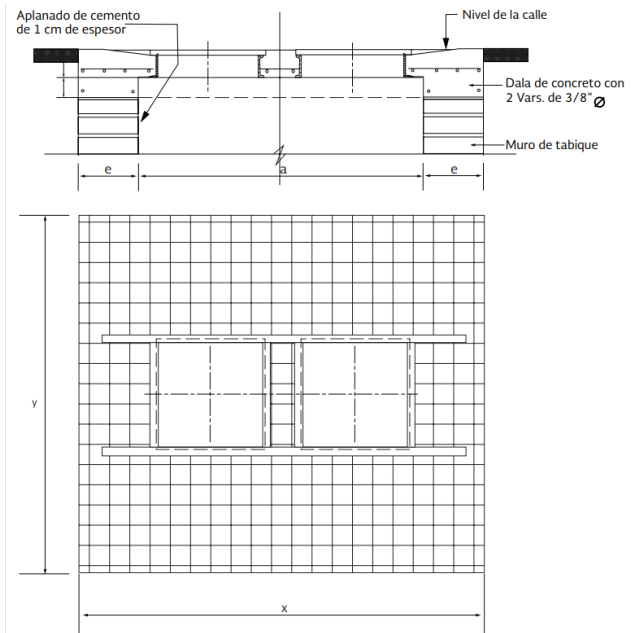 Aplanado de cemento
de 1 cm de espesor
Nivel de la calle
Dala de concreto con
2 Vars. de 3/8" Ø
Muro de tabique
e
a
e
y
x